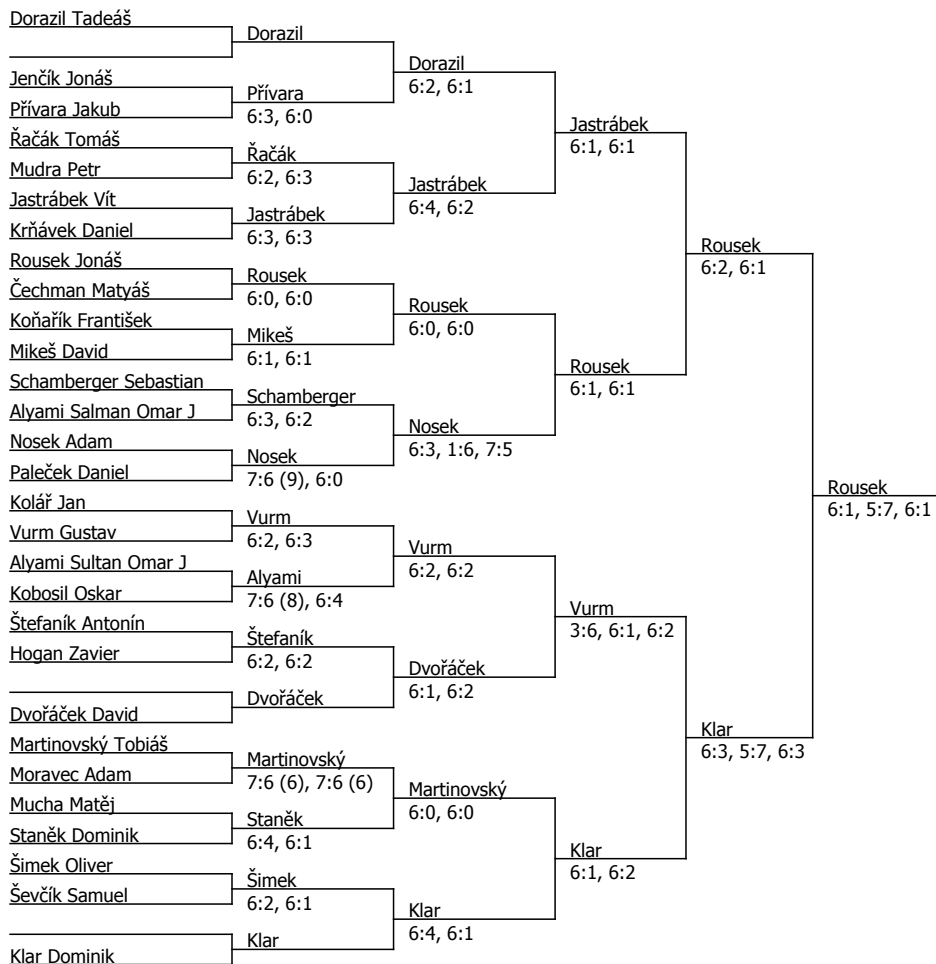 Dorazil Tadeáš
Jenčík Jonáš
Přívara Jakub
Řačák Tomáš
Mudra Petr
Jastrábek Vít
Krňávek Daniel
Rousek Jonáš
Čechman Matyáš
Koňařík František
Mikeš David
Schamberger Sebastian
Alyami Salman Omar J
Nosek Adam
Paleček Daniel
Kolář Jan
Vurm Gustav
Alyami Sultan Omar J
Kobosil Oskar
Štefaník Antonín
Hogan Zavier
Dvořáček David
Martinovský Tobiáš
Moravec Adam
Mucha Matěj
Staněk Dominik
Šimek Oliver
Ševčík Samuel
Klar Dominik
Dorazil
Přívara
6:3, 6:0
Řačák
6:2, 6:3
Jastrábek
6:3, 6:3
Rousek
6:0, 6:0
Mikeš
6:1, 6:1
Schamberger
6:3, 6:2
Nosek
7:6 (9), 6:0
Vurm
6:2, 6:3
Alyami
7:6 (8), 6:4
Štefaník
6:2, 6:2
Dvořáček
Martinovský
7:6 (6), 7:6 (6)
Staněk
6:4, 6:1
Šimek
6:2, 6:1
Klar
Dorazil
6:2, 6:1
Jastrábek
6:4, 6:2
Rousek
6:0, 6:0
Nosek
6:3, 1:6, 7:5
Vurm
6:2, 6:2
Dvořáček
6:1, 6:2
Martinovský
6:0, 6:0
Klar
6:4, 6:1
Jastrábek
6:1, 6:1
Rousek
6:1, 6:1
Vurm
3:6, 6:1, 6:2
Klar
6:1, 6:2
Rousek
6:2, 6:1
Klar
6:3, 5:7, 6:3
Rousek
6:1, 5:7, 6:1